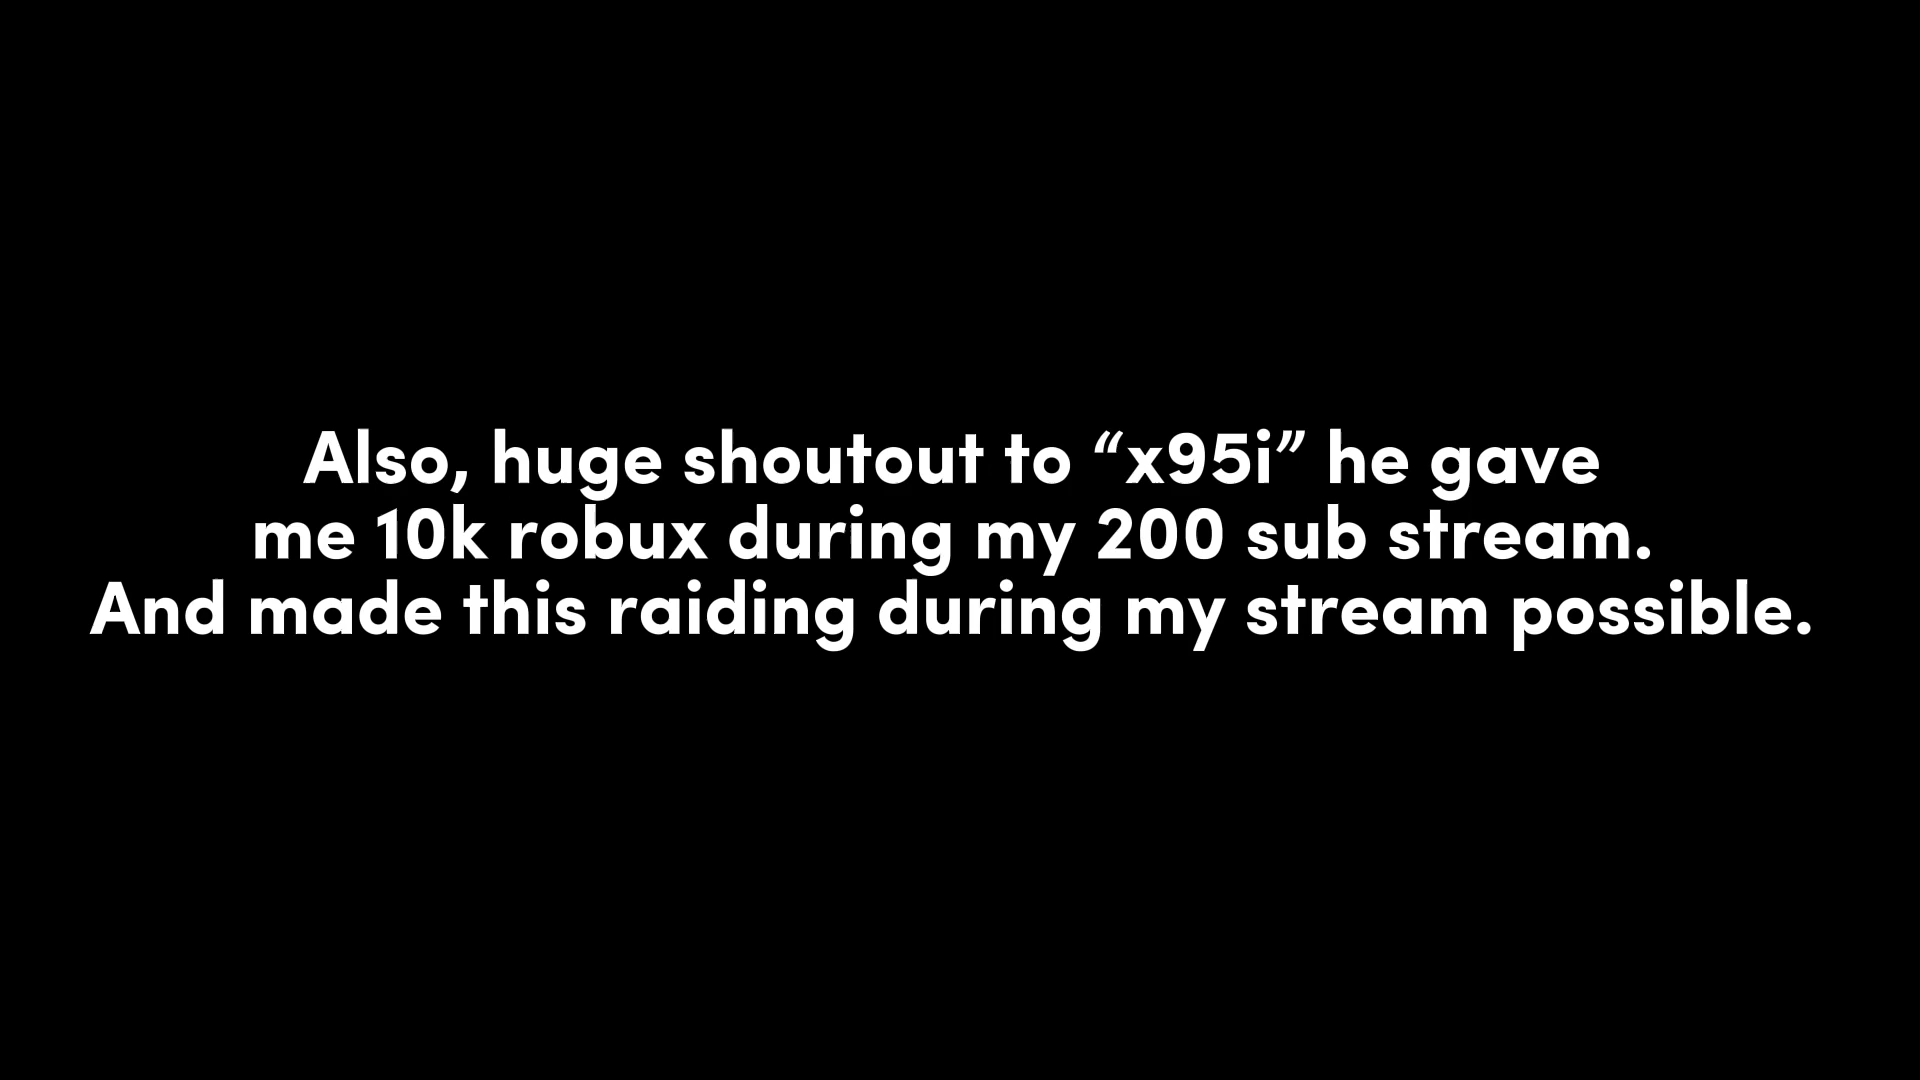 Also, huge shoutout to “x95i” he gave
me 10k robux during my 200 sub stream.
And made this raiding during my stream possible.